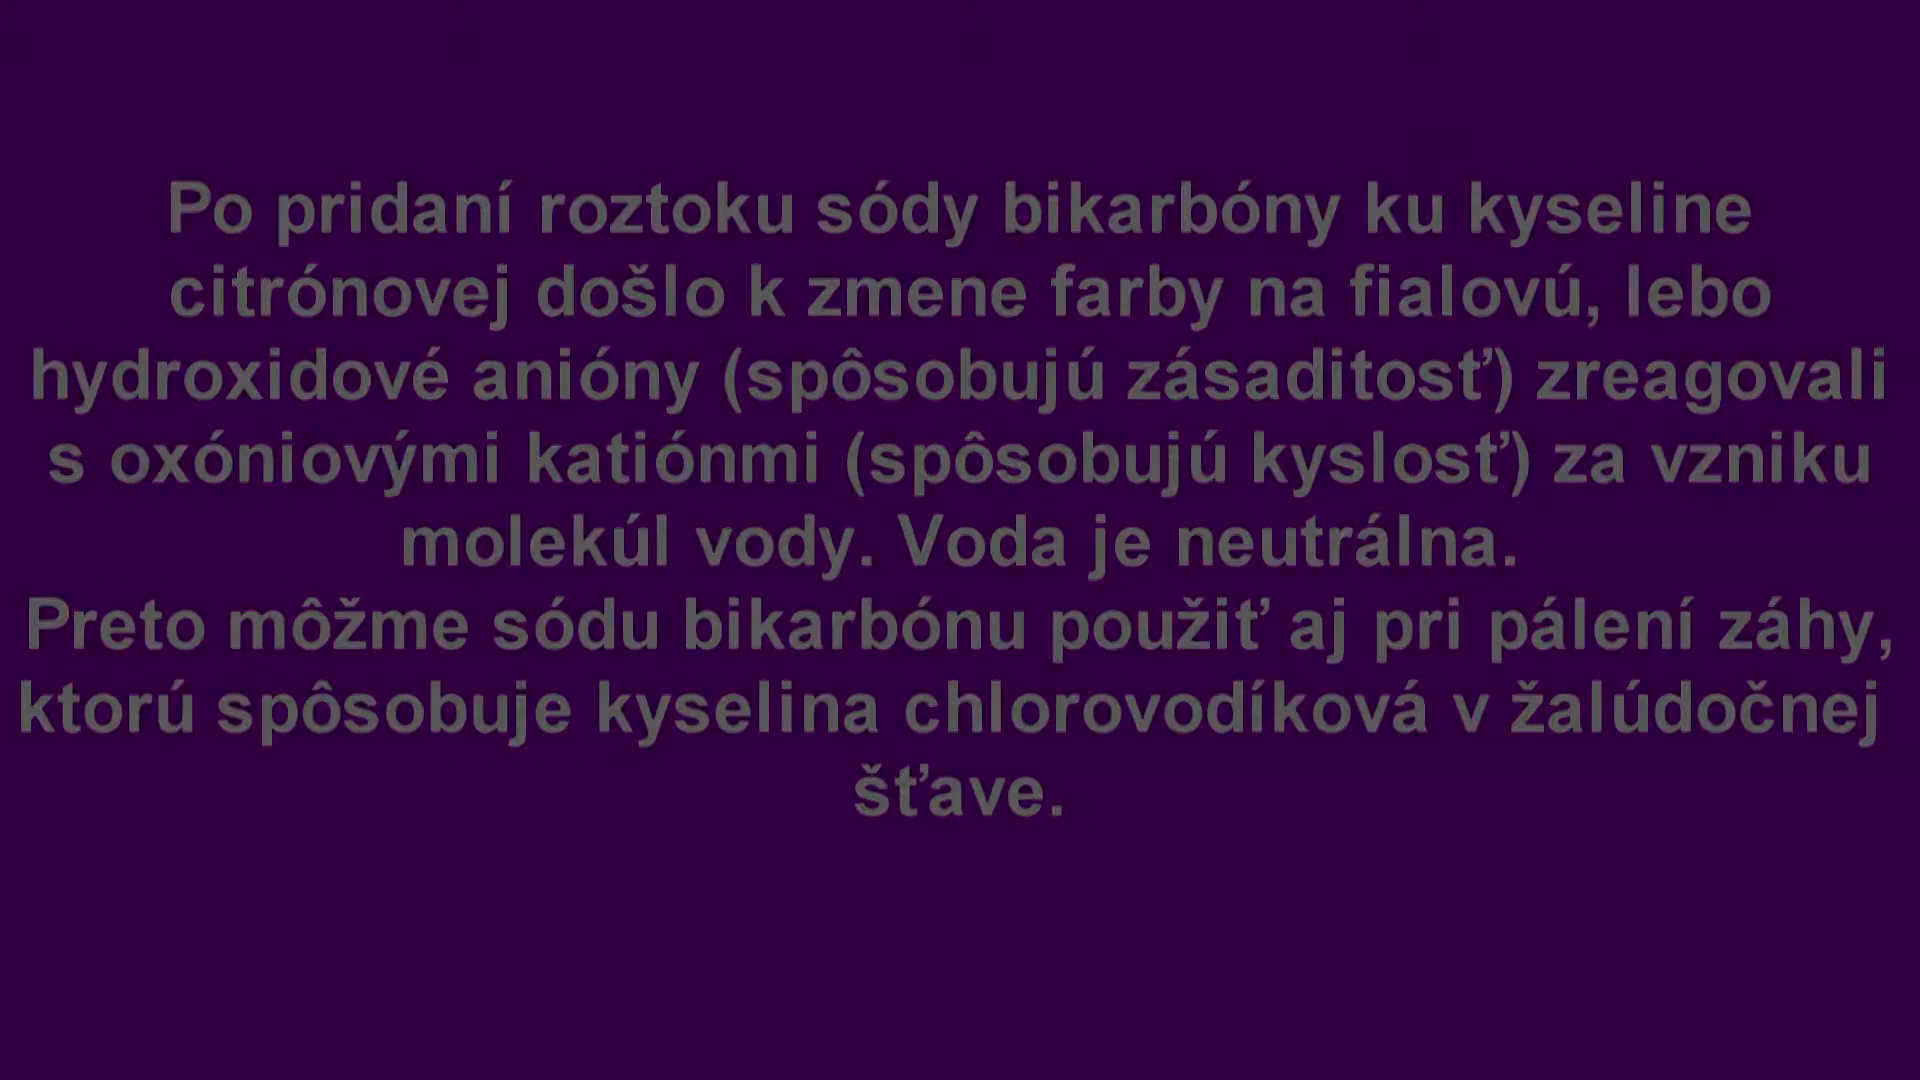 Po pridaní roztoku sódy bikarbóny ku kyseline
citrónovej došlo k zmene farby na fialovú, lebo
hydroxidové anióny (spôsobujú zásaditosť) zreagovali
s oxóniovými katiónmi (spôsobujú kyslosť) za vzniku
molekúl vody. Voda je neutrálna.
Preto môžme sódu bikarbónu použiť aj pri pálení záhy,
ktorú spôsobuje kyselina chlorovodíková v žalúdočnej
šťave.